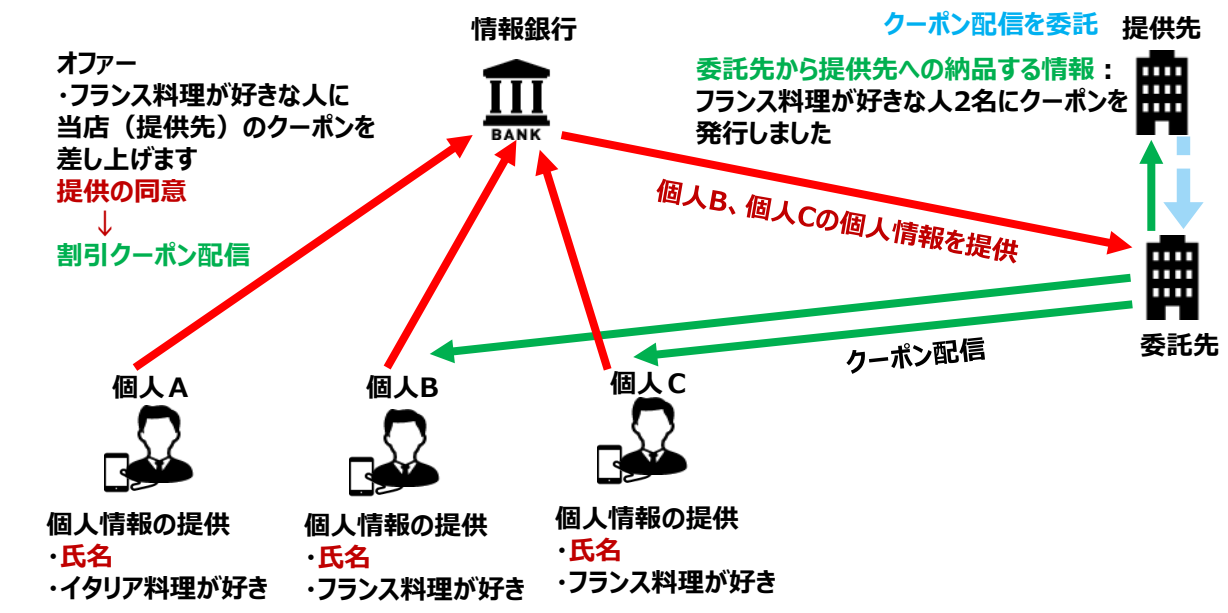 情報銀行
BANK
クーポン配信を委託
提供先
オファー
・フランス料理が好きな人に
当店（提供先）のクーポンを
差し上げます
提供の同意
↓
割引クーポン配信
委託先から提供先への納品する情報：
フランス料理が好きな人2名にクーポンを
発行しました
個人B、個人Cの個人情報を提供
委託先
クーポン配信
個人Ａ
個人B
個人Ｃ
個人情報の提供
・氏名
・イタリア料理が好き
個人情報の提供
・氏名
・フランス料理が好き
個人情報の提供
・氏名
・フランス料理が好き